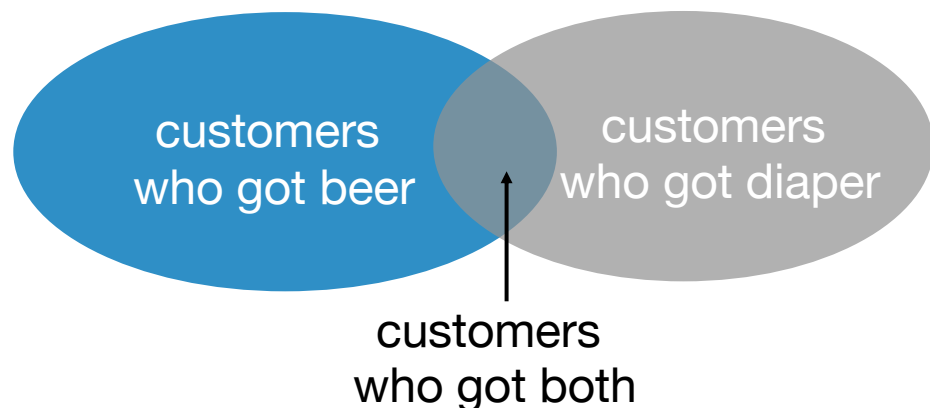 customers
who got beer
customers
who got diaper
customers
who got both